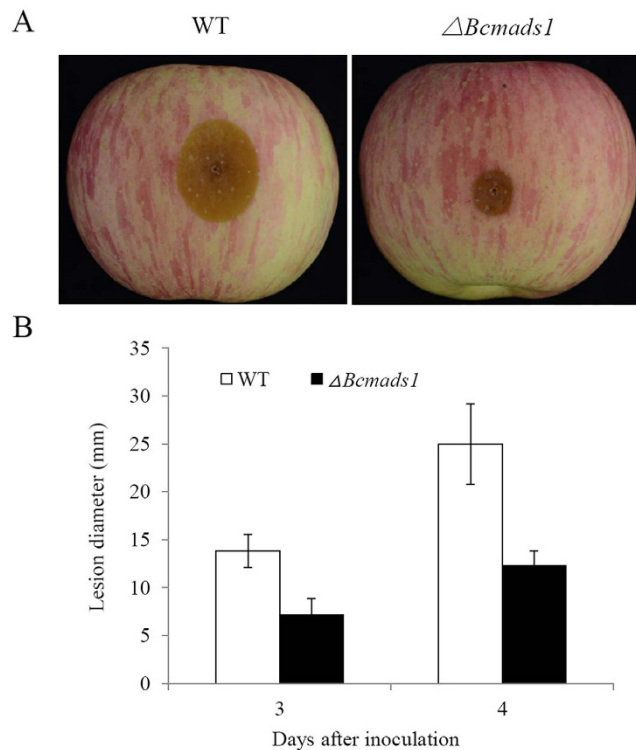 A
WT
△Bcmads1
B
35
30
25
20
15
10
5
0
Lesion diameter (mm)
WT
ΔBcmads1
3
4
Days after inoculation